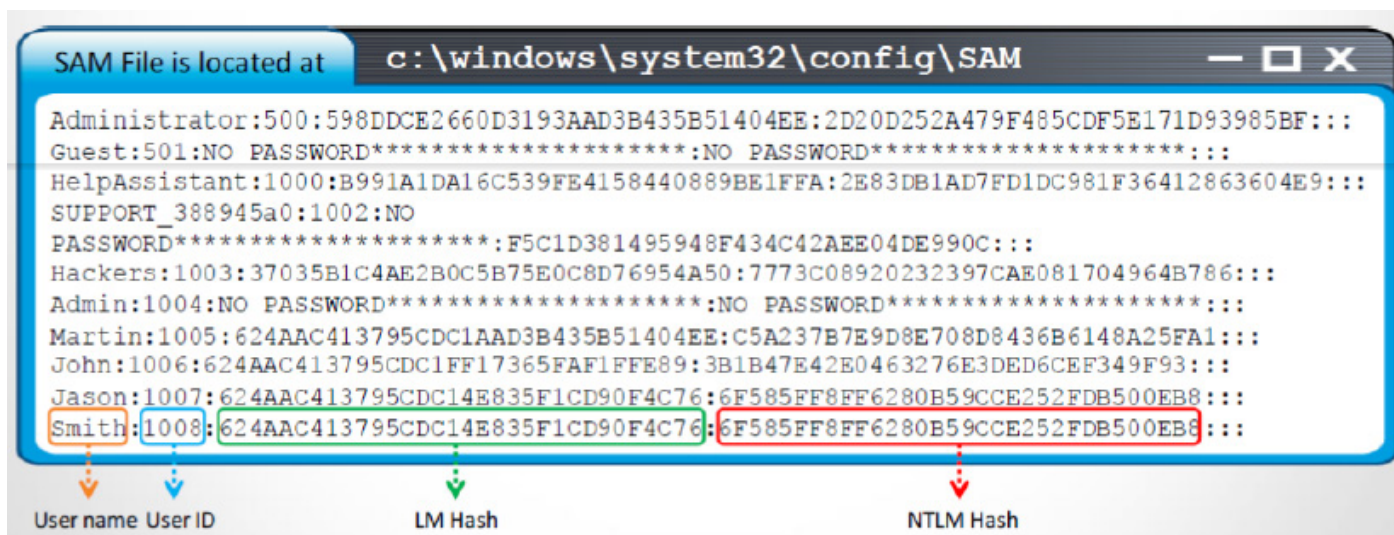 SAM File is located at c:\windows\system32\config\SAM
Administrator:500:598DDCE2660D3193AAD3B435B51404EE:2D20D252A479F485CDF5E171D93985BF:::
Guest:501:NO PASSWORD*********************:NO PASSWORD*********************:::
HelpAssistant:1000:B991A1DA16C539FE4158440889BE1FFA:2E83DB1AD7FD1DC981F36412863604E9:::
SUPPORT_388945a0:1002:NO
PASSWORD*********************:F5C1D381495948F434C42AEE04DE990C:::
Hackers:1003:37035B1C4AE2B0C5B75E0C8D76954A50:7773C08920232397CAE081704964B786:::
Admin:1004:NO PASSWORD*********************:NO PASSWORD*********************:::
Martin:1005:624AAC413795CDC1AAD3B435B51404EE:C5A237B7E9D8E708D8436B6148A25FA1:::
John:1006:624AAC413795CDC1FF17365FAF1FFE89:3B1B47E42E0463276E3DED6CEF349F93:::
Jason:1007:624AAC413795CDC14E835F1CD90F4C76:6F585FF8FF6280B59CCE252FDB500EB8:::
Smith:1008:624AAC413795CDC14E835F1CD90F4C76:6F585FF8FF6280B59CCE252FDB500EB8:::
User name User ID LM Hash NTLM Hash